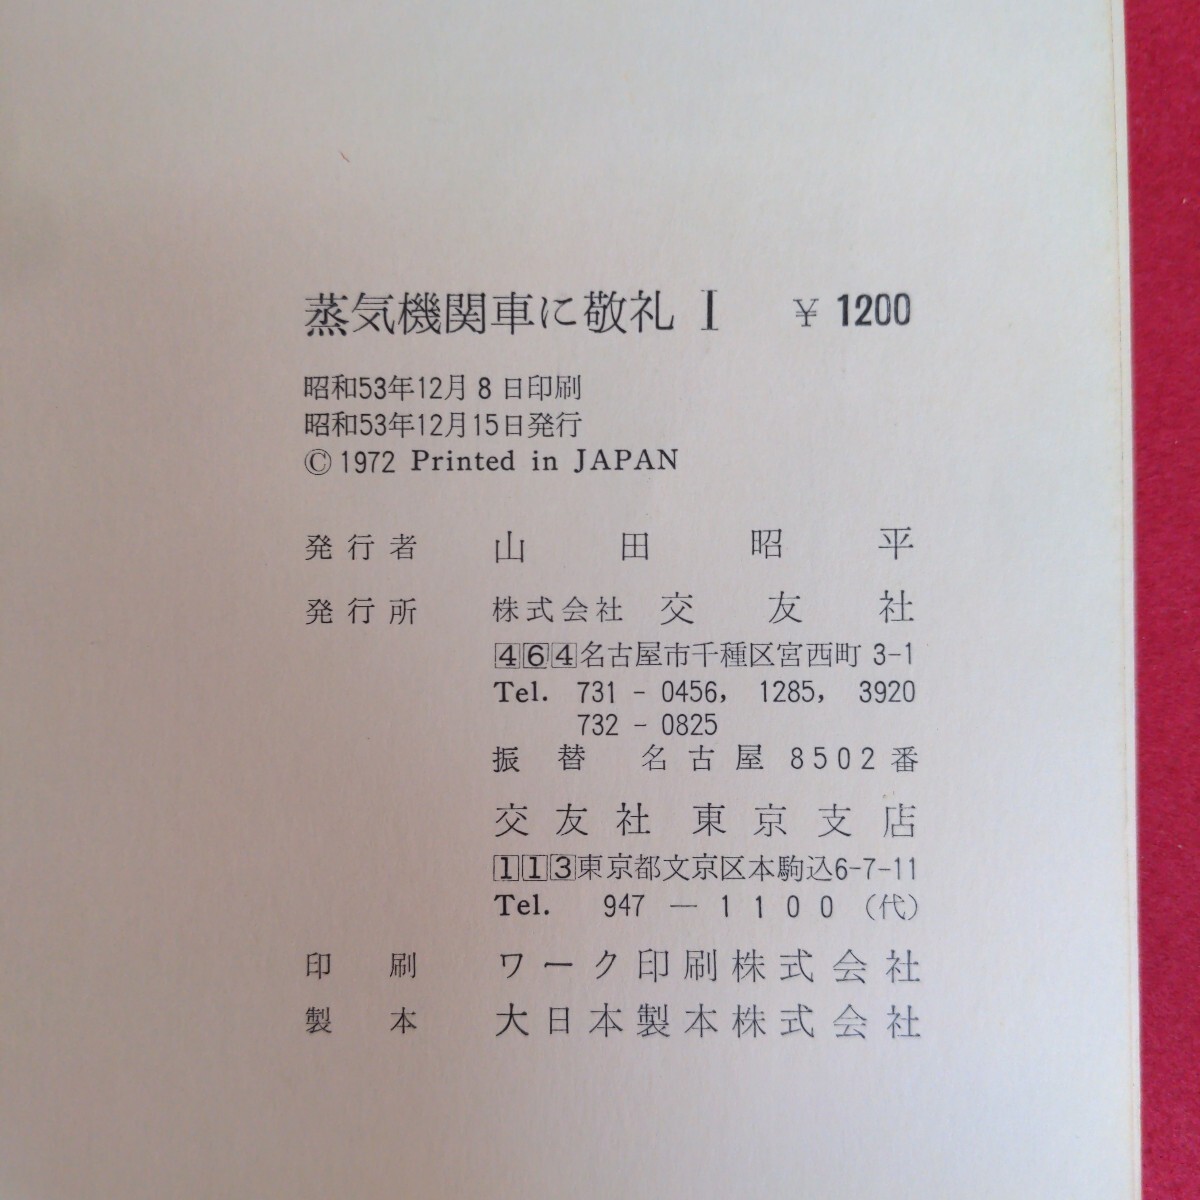 蒸気機関車に敬礼 I ￥1200
昭和53年12月8日印刷
昭和53年12月15日発行
© 1972 Printed in JAPAN
発行者 山田昭平
発行所 株式会社 交友社
464名古屋市千種区宮西町 3-1
Tel. 731 - 0456, 1285, 3920
732 - 0825
振替 名古屋 8502番
交友社 東京支店
113東京都文京区本駒込6-7-11
Tel. 947 — 1100 (代)
印刷 ワーク印刷株式会社
製本 大日本製本株式会社